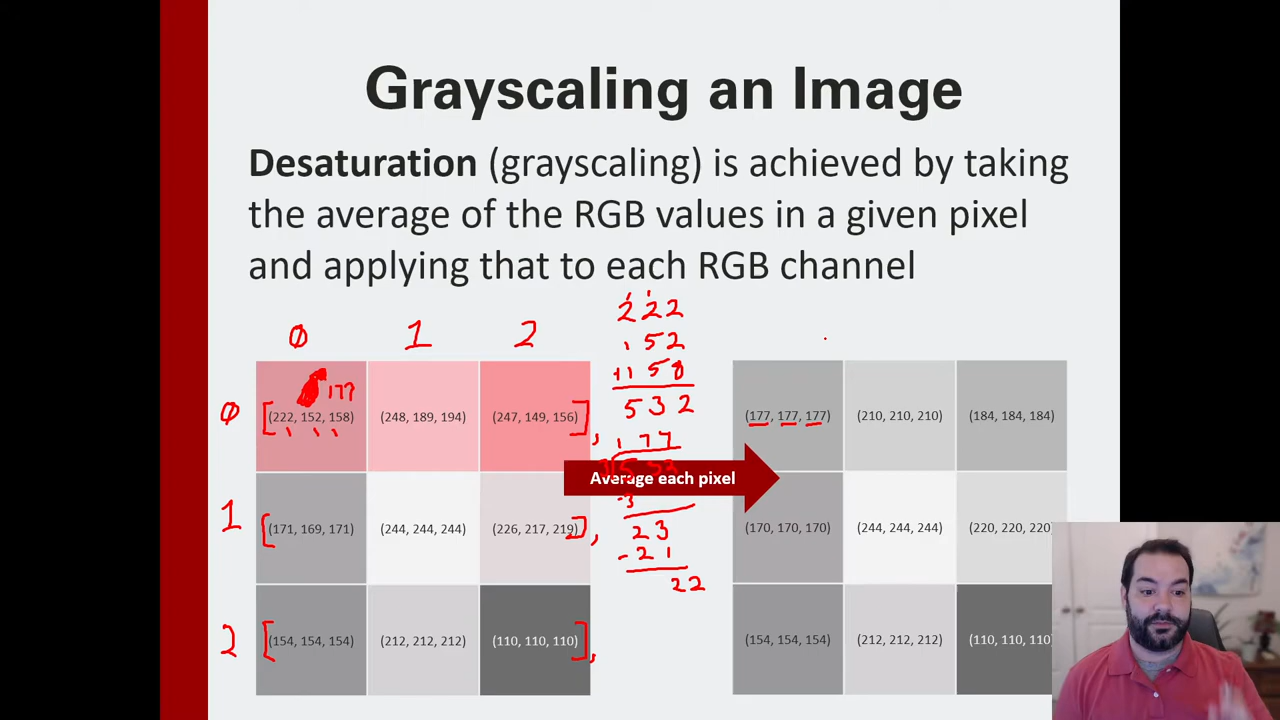 Grayscaling an Image
Desaturation (grayscaling) is achieved by taking
the average of the RGB values in a given pixel
and applying that to each RGB channel
222
152
+158
532
177
23
-21
22
0 1 2
0
177
[(222, 152, 158) (248, 189, 194) (247, 149, 156)],
1
[(171, 169, 171) (244, 244, 244) (226, 217, 219)],
2
[(154, 154, 154) (212, 212, 212) (110, 110, 110)],
Average each pixel
(177, 177, 177) (210, 210, 210) (184, 184, 184)
(170, 170, 170) (244, 244, 244) (220, 220, 220)
(154, 154, 154) (212, 212, 212) (110, 110, 110)